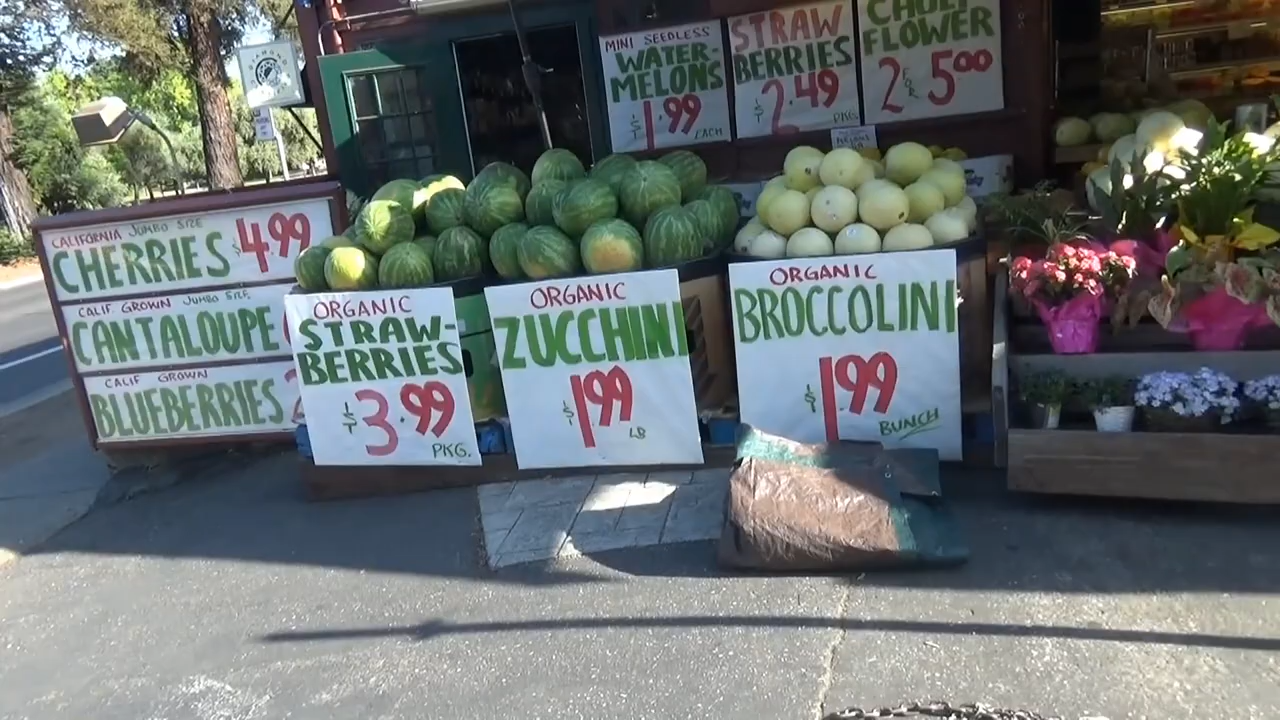 MINI SEEDLESS
WATER-
MELONS
$1.99
EACH
STRAW
BERRIES
$2.49
PKG.
CAULI
FLOWER
2 FOR 5.00
CALIFORNIA JUMBO SIZE
CHERRIES $4.99
CALIF. GROWN JUMBO SIZE
CANTALOUPE
CALIF GROWN
BLUEBERRIES
ORGANIC
STRAW-
BERRIES
$3.99
PKG.
ORGANIC
ZUCCHINI
$1.99
LB
ORGANIC
BROCCOLINI
$1.99
BUNCH